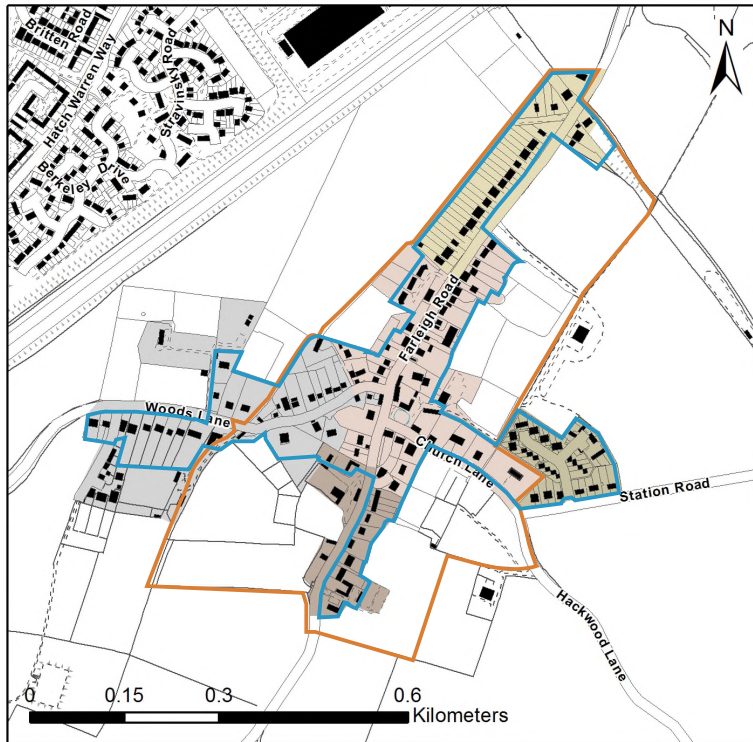 Britten
Road
Hatch Warren Way
Stravinsky Road
Berkeley Drive
N
Farleigh Road
Woods Lane
Church Lane
Station Road
Hackwood Lane
0 0.15 0.3 0.6
Kilometers